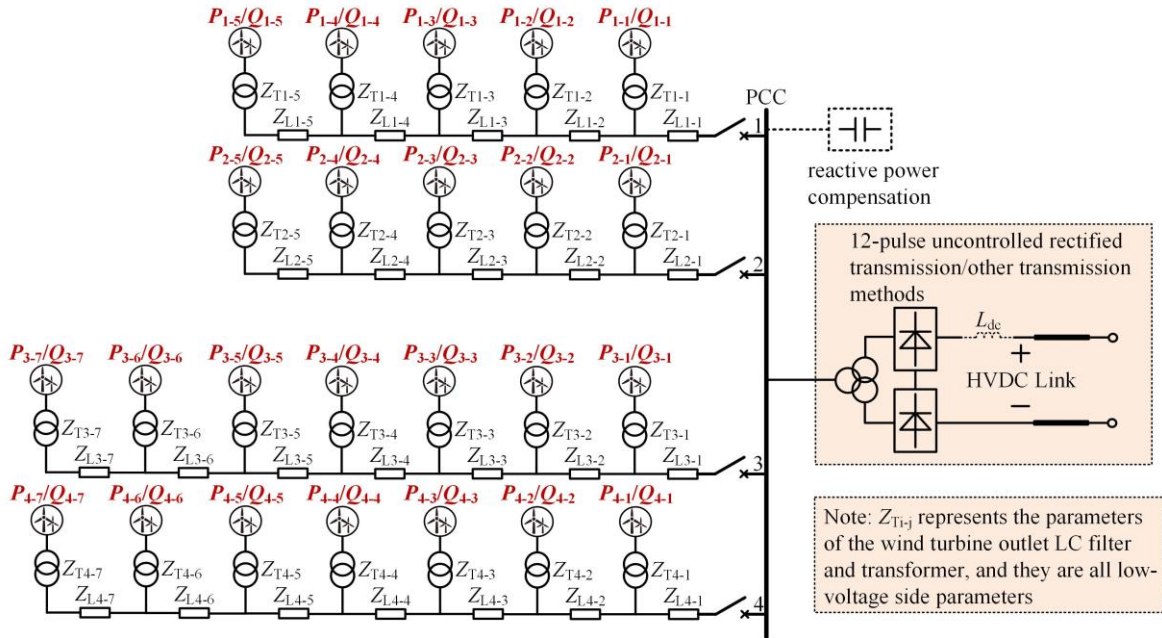 P1-5/Q1-5 P1-4/Q1-4 P1-3/Q1-3 P1-2/Q1-2 P1-1/Q1-1
ZT1-5 ZT1-4 ZT1-3 ZT1-2 ZT1-1
PCC
ZL1-5 ZL1-4 ZL1-3 ZL1-2 ZL1-1
1
reactive power
compensation
P2-5/Q2-5 P2-4/Q2-4 P2-3/Q2-3 P2-2/Q2-2 P2-1/Q2-1
ZT2-5 ZT2-4 ZT2-3 ZT2-2 ZT2-1
ZL2-5 ZL2-4 ZL2-3 ZL2-2 ZL2-1
2
12-pulse uncontrolled rectified
transmission/other transmission
methods
Ldc
+
HVDC Link
−
P3-7/Q3-7 P3-6/Q3-6 P3-5/Q3-5 P3-4/Q3-4 P3-3/Q3-3 P3-2/Q3-2 P3-1/Q3-1
ZT3-7 ZT3-6 ZT3-5 ZT3-4 ZT3-3 ZT3-2 ZT3-1
ZL3-7 ZL3-6 ZL3-5 ZL3-4 ZL3-3 ZL3-2 ZL3-1
3
P4-7/Q4-7 P4-6/Q4-6 P4-5/Q4-5 P4-4/Q4-4 P4-3/Q4-3 P4-2/Q4-2 P4-1/Q4-1
ZT4-7 ZT4-6 ZT4-5 ZT4-4 ZT4-3 ZT4-2 ZT4-1
ZL4-7 ZL4-6 ZL4-5 ZL4-4 ZL4-3 ZL4-2 ZL4-1
4
Note: ZTi-j represents the parameters
of the wind turbine outlet LC filter
and transformer, and they are all low-
voltage side parameters